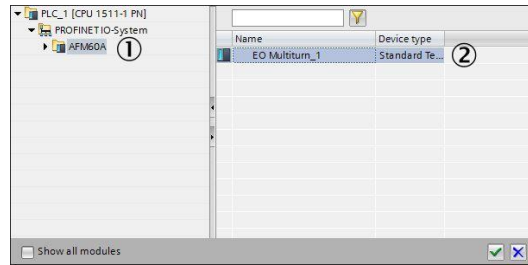 PLC_1 [CPU 1511-1 PN]
PROFINET IO-System
AFM60A ①
Name Device type
EO Multiturn_1 Standard Te... ②
Show all modules